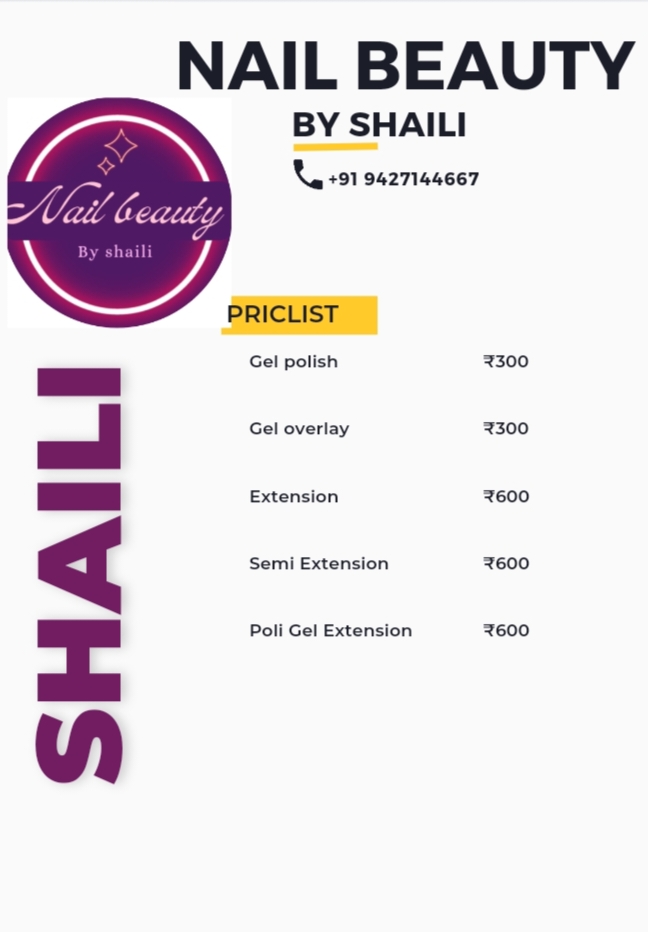 NAIL BEAUTY
BY SHAILI
+91 9427144667
Nail beauty
By shaili
PRICLIST
Gel polish ₹300
Gel overlay ₹300
Extension ₹600
Semi Extension ₹600
Poli Gel Extension ₹600
SHAILI